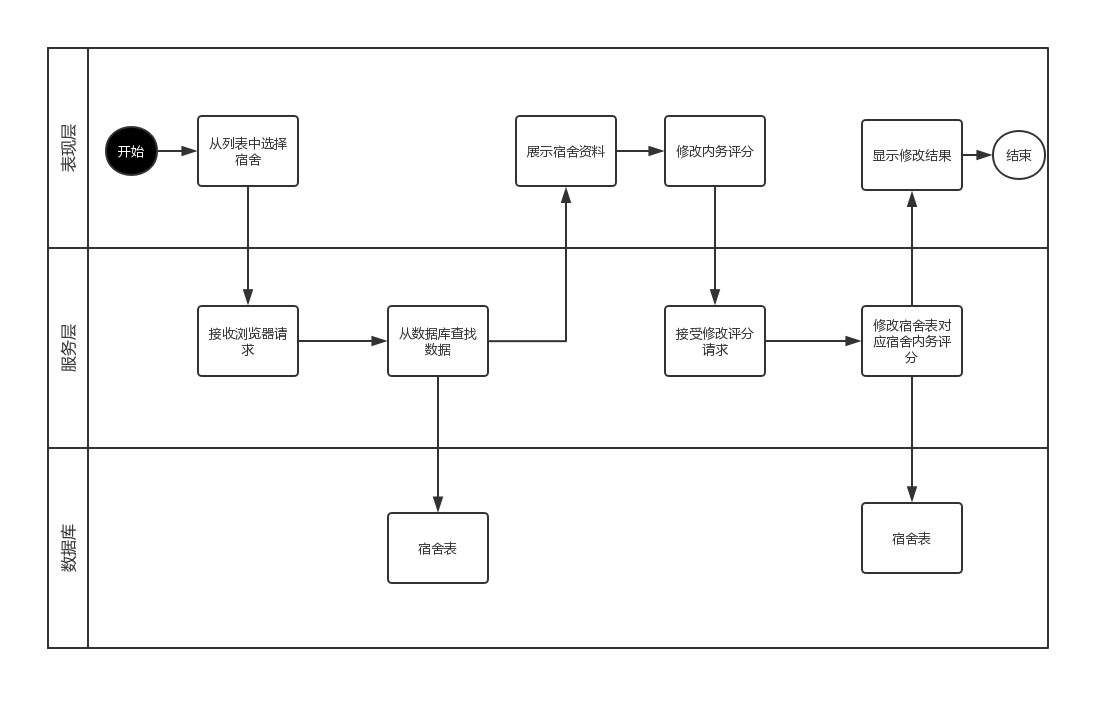 表现层
开始
从列表中选择
宿舍
展示宿舍资料
修改内务评分
显示修改结果
结束
服务层
接收浏览器请
求
从数据库查找
数据
接受修改评分
请求
修改宿舍表对
应宿舍内务评
分
数据库
宿舍表
宿舍表